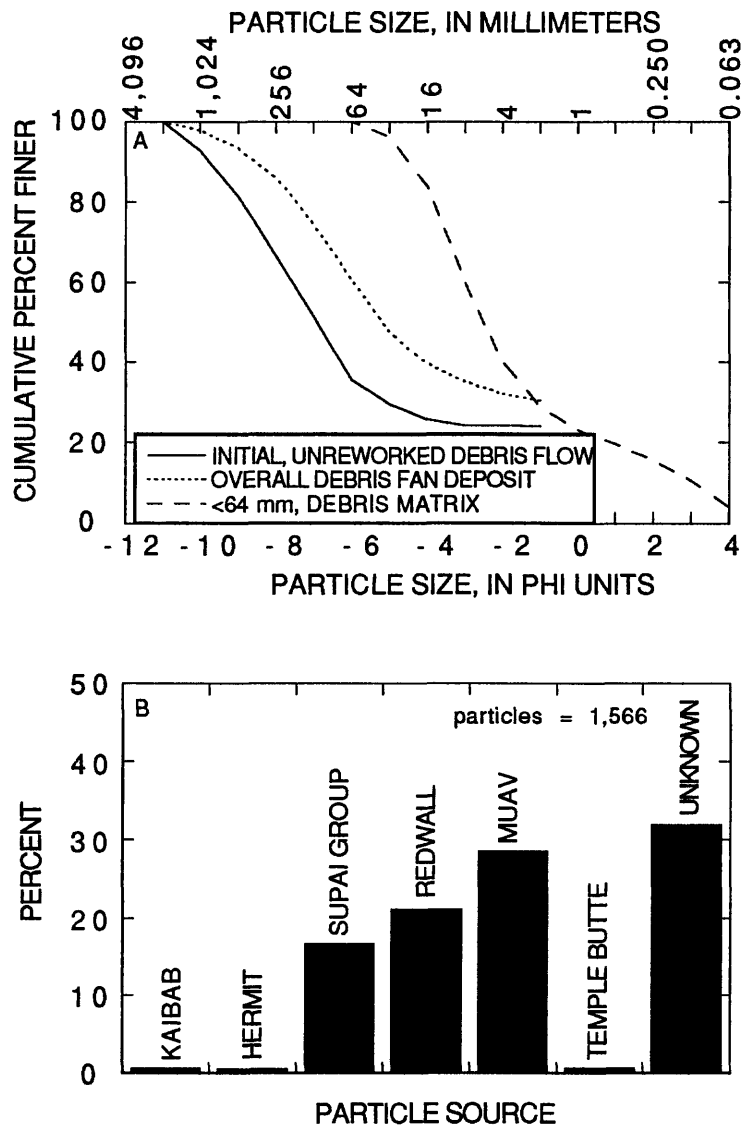 PARTICLE SIZE, IN MILLIMETERS
4,096 1,024 256 64 16 4 1 0.250 0.063
CUMULATIVE PERCENT FINER
100
80
60
40
20
0
A
INITIAL, UNREWORKED DEBRIS FLOW
OVERALL DEBRIS FAN DEPOSIT
<64 mm, DEBRIS MATRIX
-12 -10 -8 -6 -4 -2 0 2 4
PARTICLE SIZE, IN PHI UNITS
PERCENT
50
40
30
20
10
0
B
particles = 1,566
KAIBAB
HERMIT
SUPAI GROUP
REDWALL
MUAV
TEMPLE BUTTE
UNKNOWN
PARTICLE SOURCE